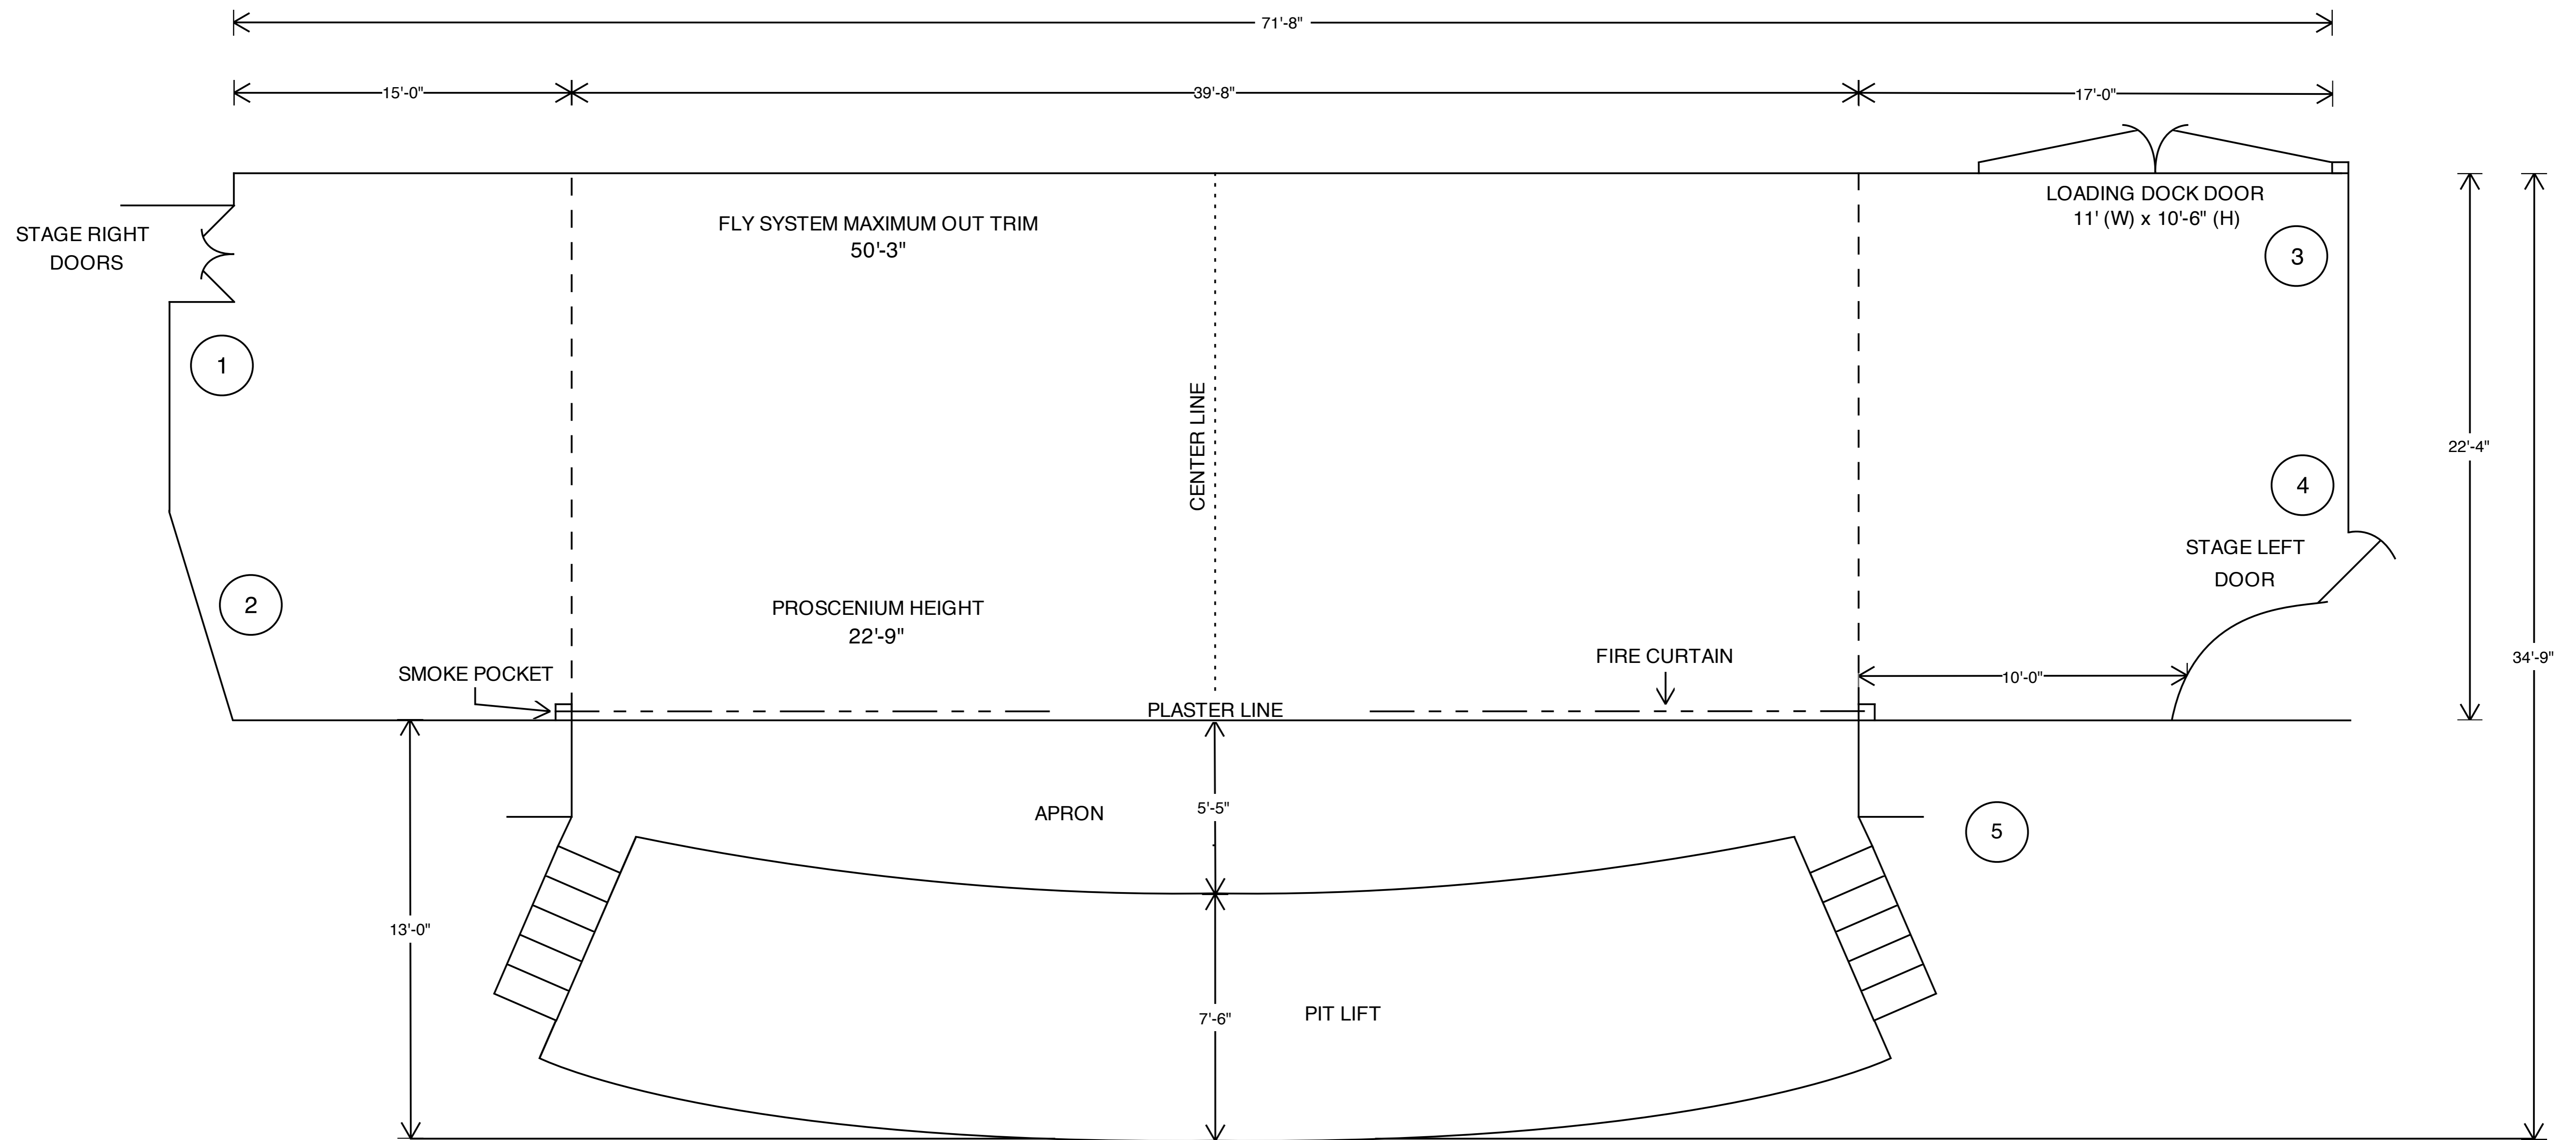 71'-8"
15'-0"
39'-8"
17'-0"
LOADING DOCK DOOR
11' (W) x 10'-6" (H)
STAGE RIGHT
DOORS
FLY SYSTEM MAXIMUM OUT TRIM
50'-3"
3
1
CENTER LINE
22'-4"
4
STAGE LEFT
DOOR
2
PROSCENIUM HEIGHT
22'-9"
SMOKE POCKET
FIRE CURTAIN
34'-9"
10'-0"
PLASTER LINE
APRON
5'-5"
5
13'-0"
7'-6"
PIT LIFT